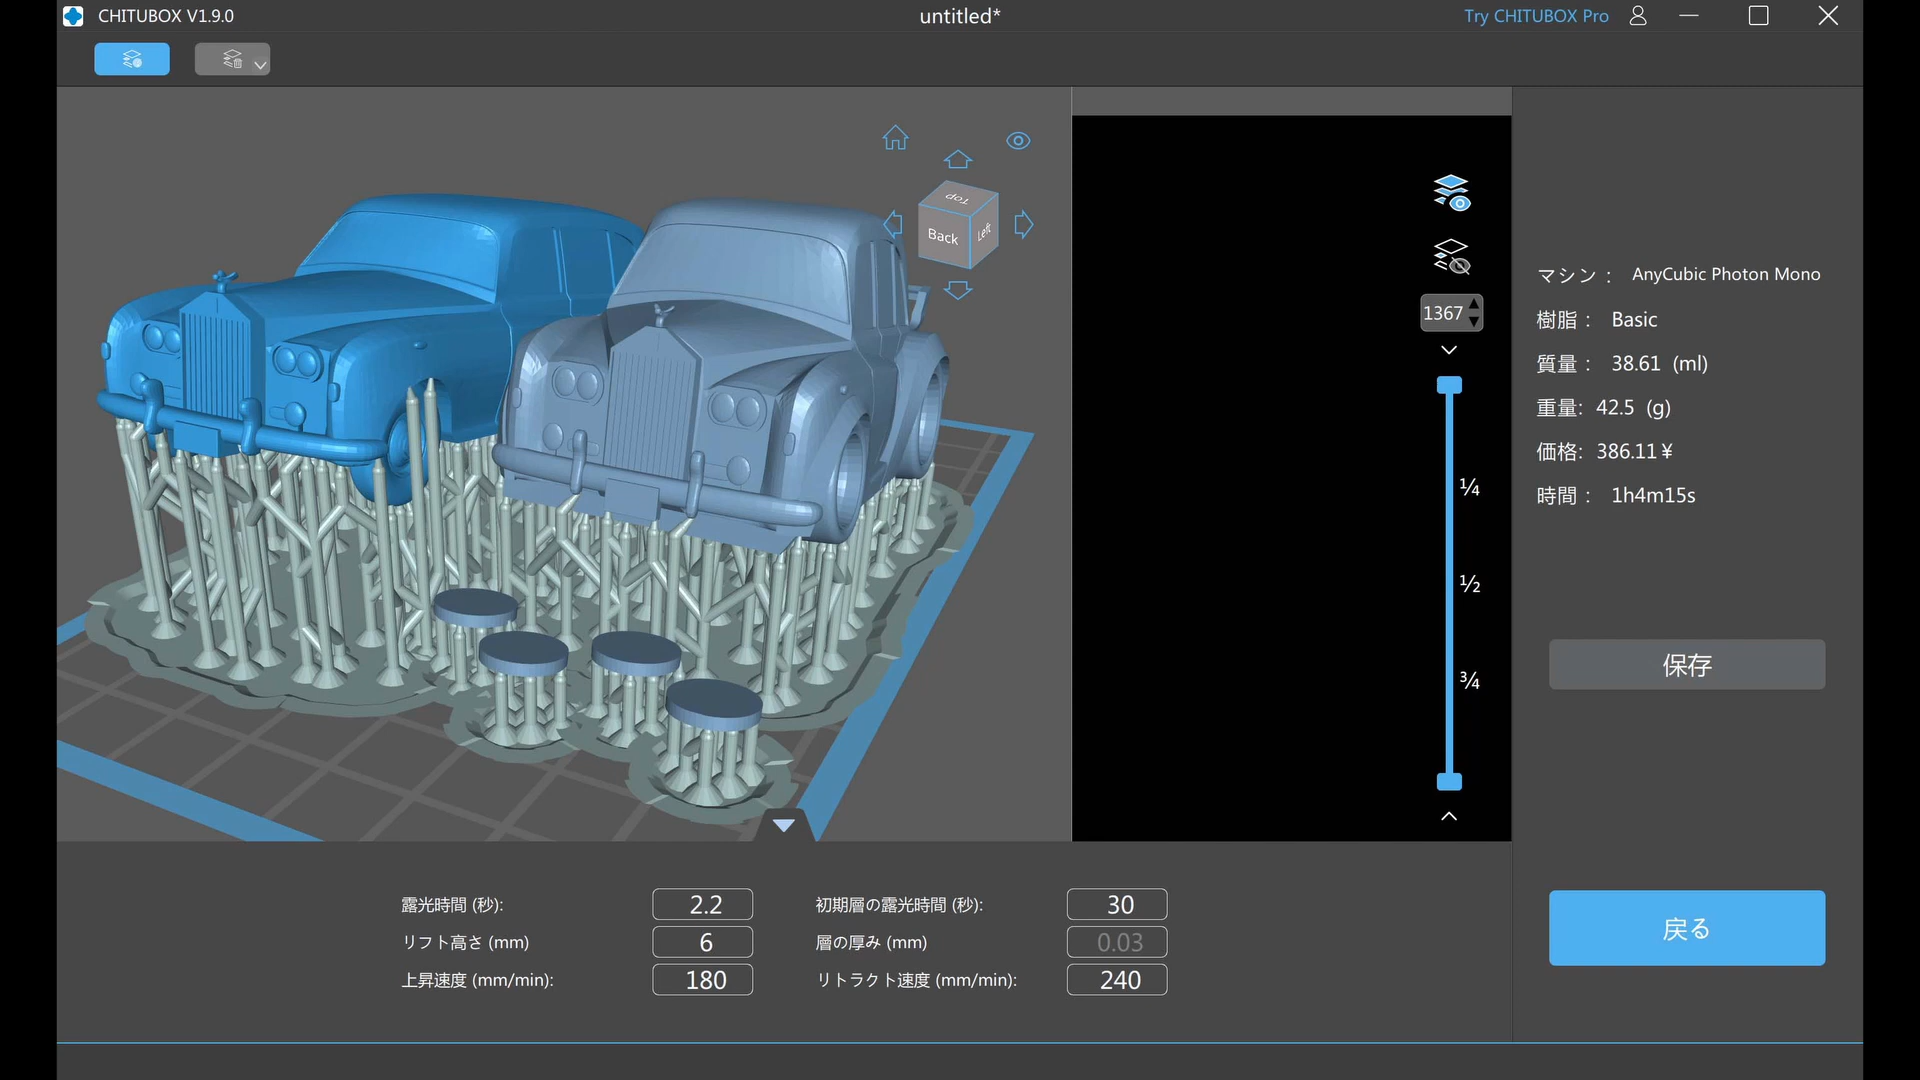 CHITUBOX V1.9.0
untitled*
Try CHITUBOX Pro
Top
Back
Left
1367
1/4
1/2
3/4
マシン： AnyCubic Photon Mono
樹脂： Basic
質量： 38.61 (ml)
重量: 42.5 (g)
価格: 386.11¥
時間： 1h4m15s
保存
戻る
露光時間 (秒): 2.2
初期層の露光時間 (秒): 30
リフト高さ (mm) 6
層の厚み (mm) 0.03
上昇速度 (mm/min): 180
リトラクト速度 (mm/min): 240